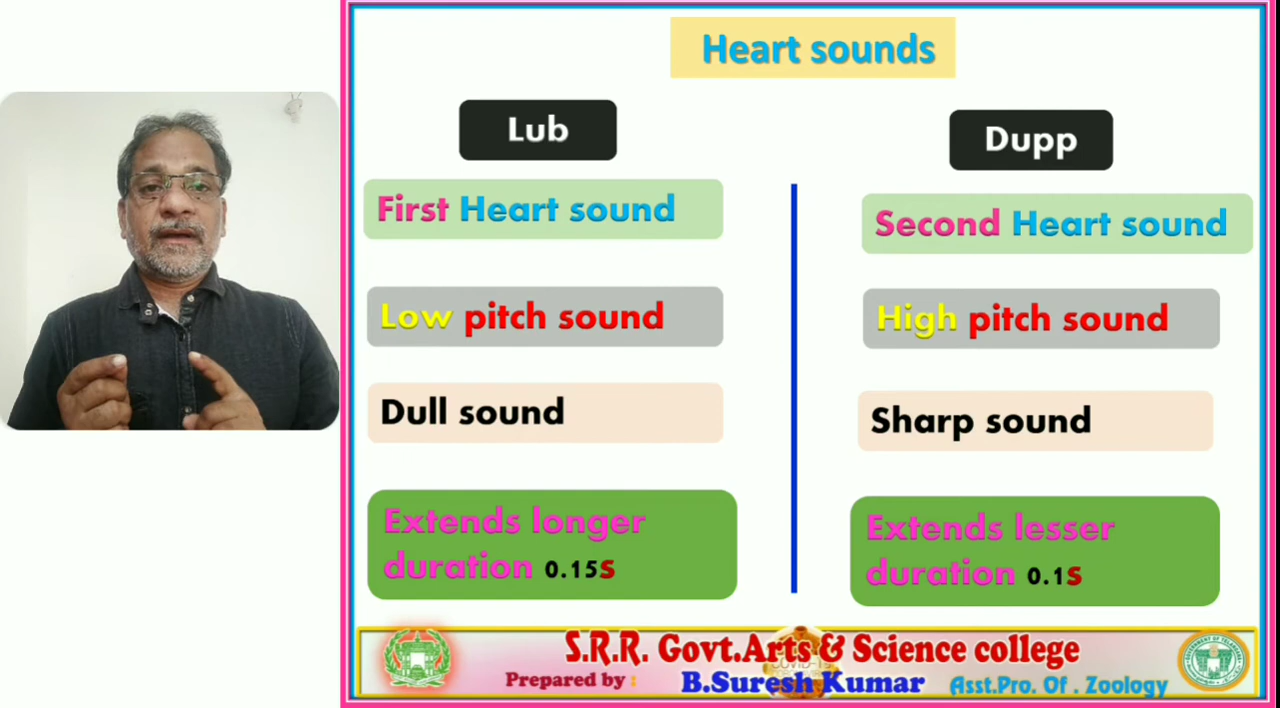 Heart sounds
Lub
First Heart sound
Low pitch sound
Dull sound
Extends longer
duration 0.15S
Dupp
Second Heart sound
High pitch sound
Sharp sound
Extends lesser
duration 0.1S
S.R.R. Govt.Arts & Science college
Prepared by : B.Suresh Kumar Asst.Pro. Of . Zoology